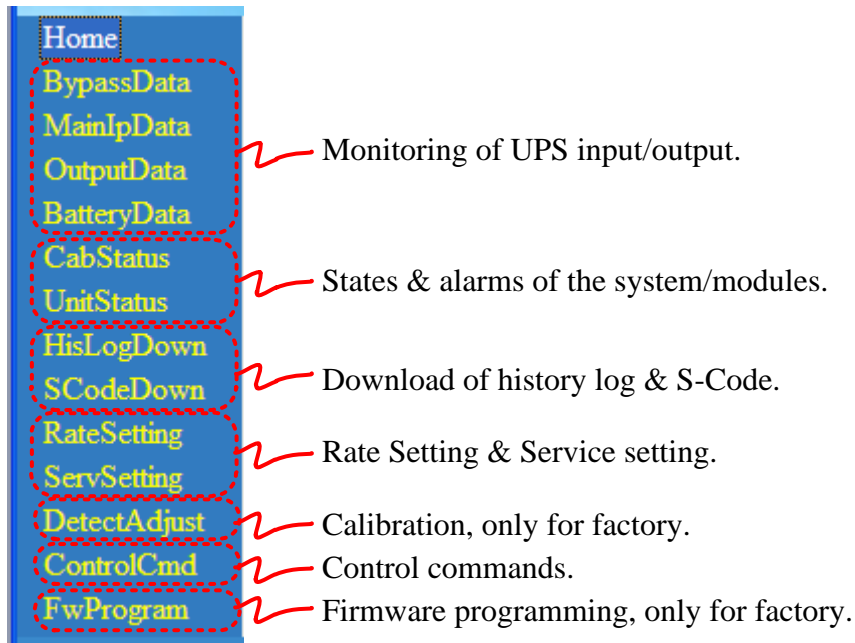 Home
BypassData
MainIpData
OutputData
BatteryData
Monitoring of UPS input/output.
CabStatus
UnitStatus
States & alarms of the system/modules.
HisLogDown
SCodeDown
Download of history log & S-Code.
RateSetting
ServSetting
Rate Setting & Service setting.
DetectAdjust
Calibration, only for factory.
ControlCmd
Control commands.
FwProgram
Firmware programming, only for factory.